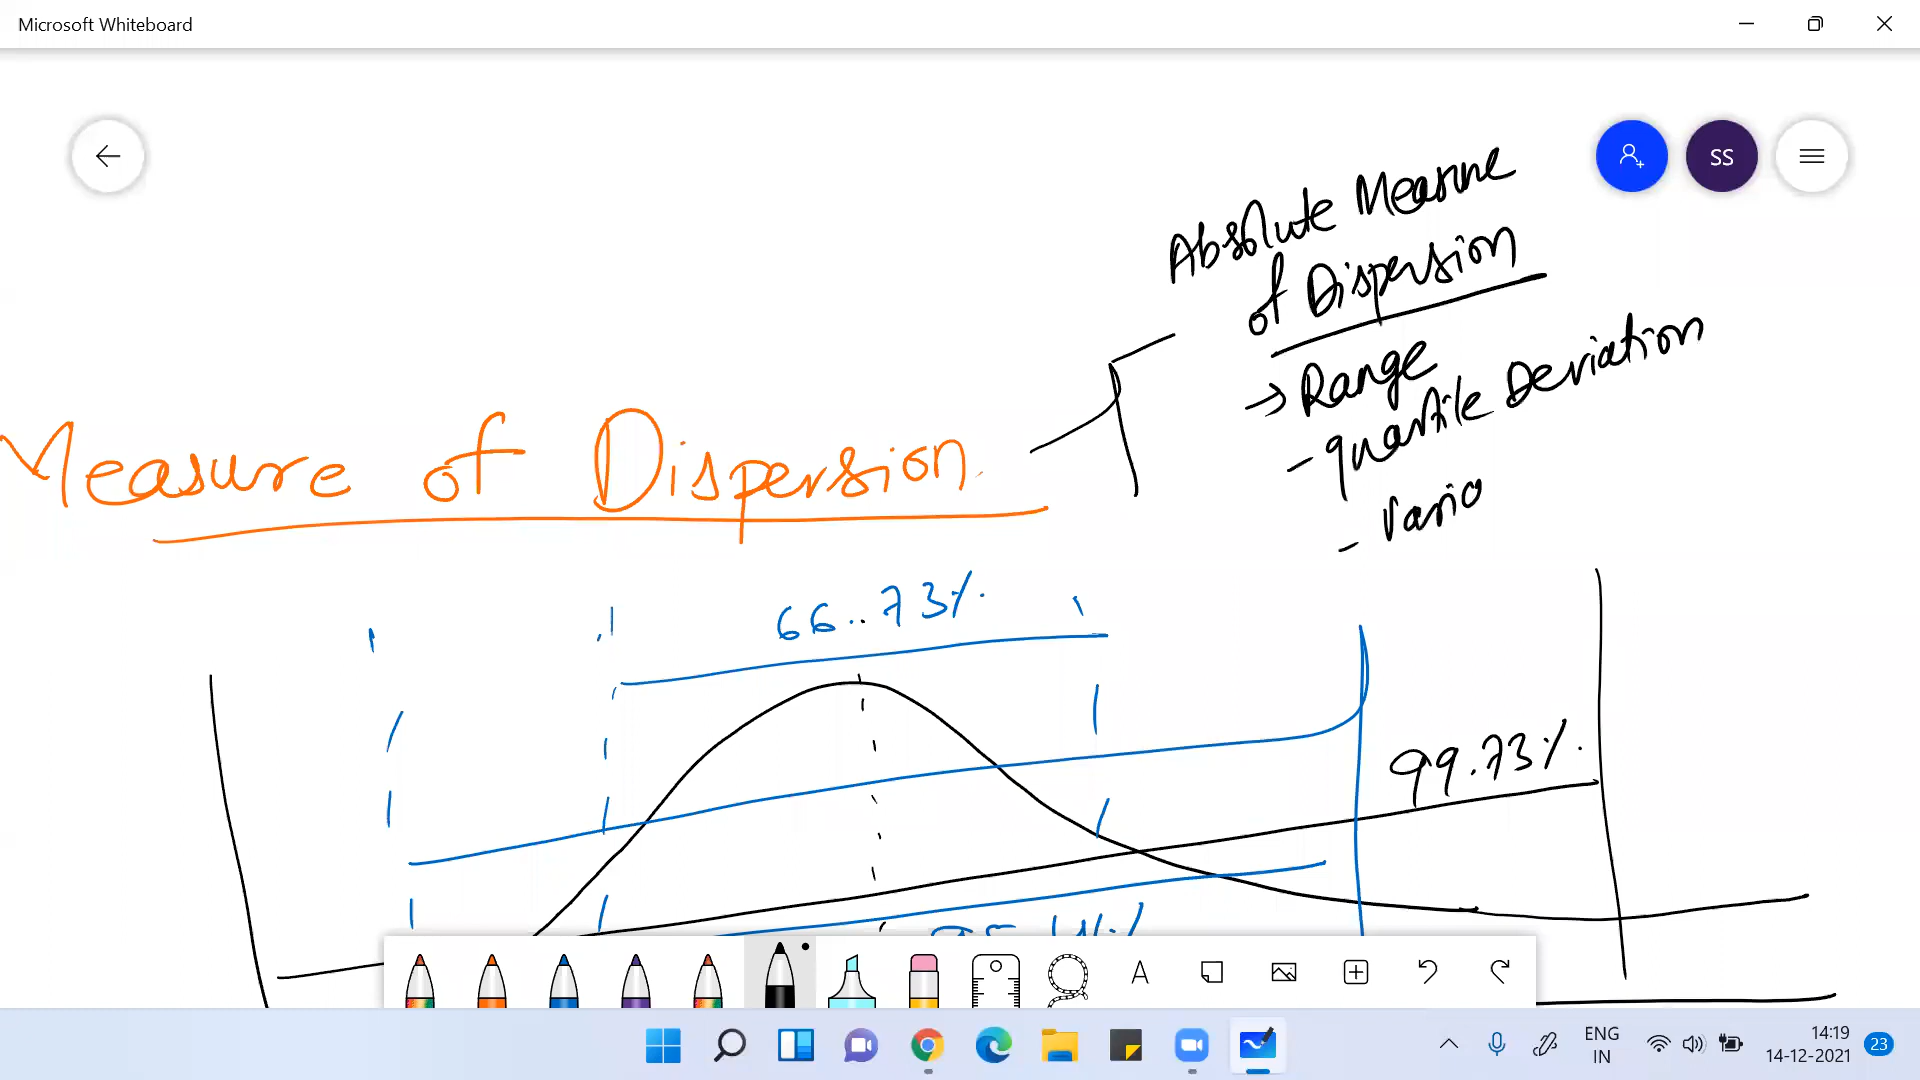 Microsoft Whiteboard
SS
Absolute Measure
of Dispersion
→ Range
- quartile Deviation
- Varia
Measure of Dispersion.
66..73%.
99.73%.
A
ENG
IN
14:19
14-12-2021
23